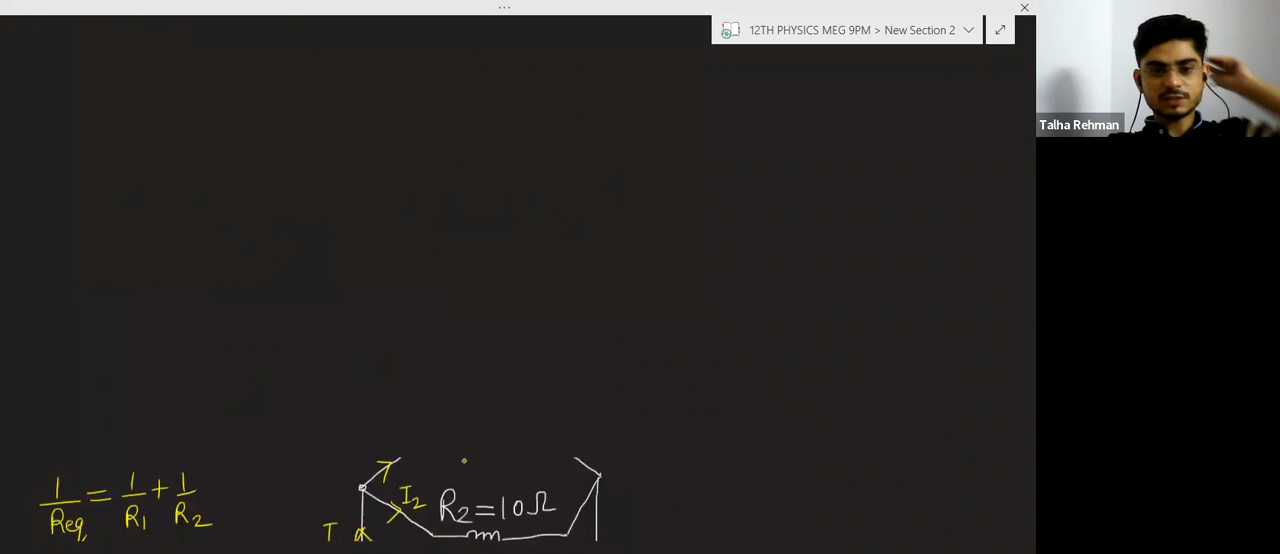 12TH PHYSICS MEG 9PM > New Section 2
Talha Rehman
1/Req, = 1/R1 + 1/R2
I2
R2 = 10Ω
I